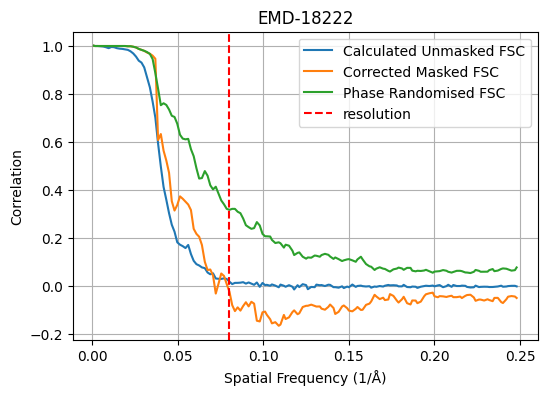 EMD-18222
Calculated Unmasked FSC
Corrected Masked FSC
Phase Randomised FSC
resolution
Correlation
1.0
0.8
0.6
0.4
0.2
0.0
−0.2
0.00 0.05 0.10 0.15 0.20 0.25
Spatial Frequency (1/Å)